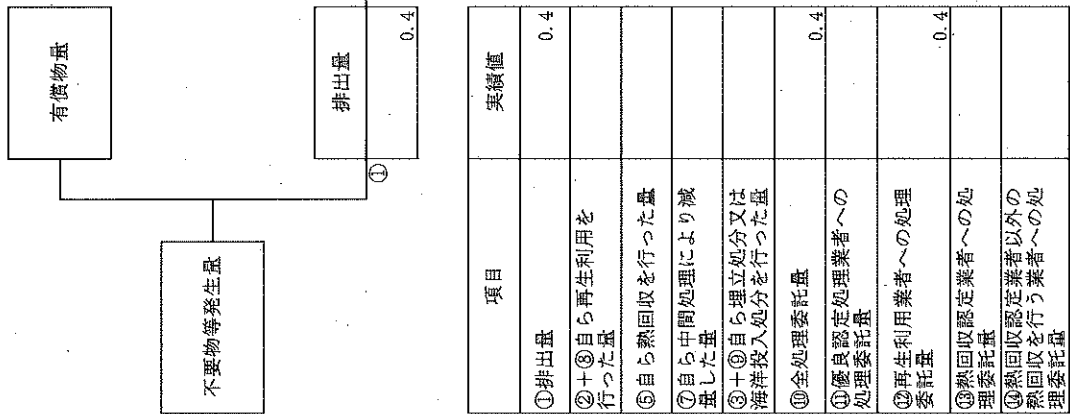 有償物量
不要物等発生量
①
排出量
0.4
項目
実績値
①排出量
0.4
②+⑧自ら再生利用を
行った量
⑤自ら熱回収を行った量
⑦自ら中間処理により減
量した量
③+⑨自ら埋立処分又は
海洋投入処分を行った量
⑩全処理委託量
0.4
⑪優良認定処理業者への
処理委託量
⑫再生利用業者への処理
委託量
0.4
⑬熱回収認定業者への処
理委託量
⑭熱回収認定業者以外の
熱回収を行う業者への処
理委託量